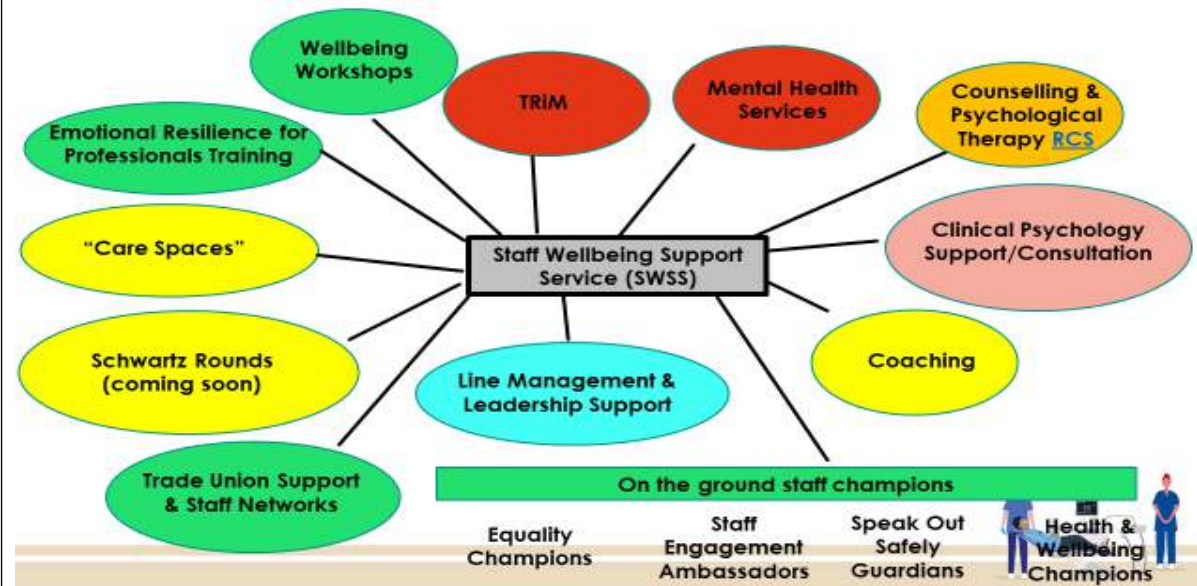 Wellbeing
Workshops
TRiM
Mental Health
Services
Counselling &
Psychological
Therapy RCS
Emotional Resilience for
Professionals Training
Clinical Psychology
Support/Consultation
“Care Spaces”
Staff Wellbeing Support
Service (SWSS)
Schwartz Rounds
(coming soon)
Line Management &
Leadership Support
Coaching
Trade Union Support
& Staff Networks
On the ground staff champions
Equality
Champions
Staff
Engagement
Ambassadors
Speak Out
Safely
Guardians
Health &
Wellbeing
Champions